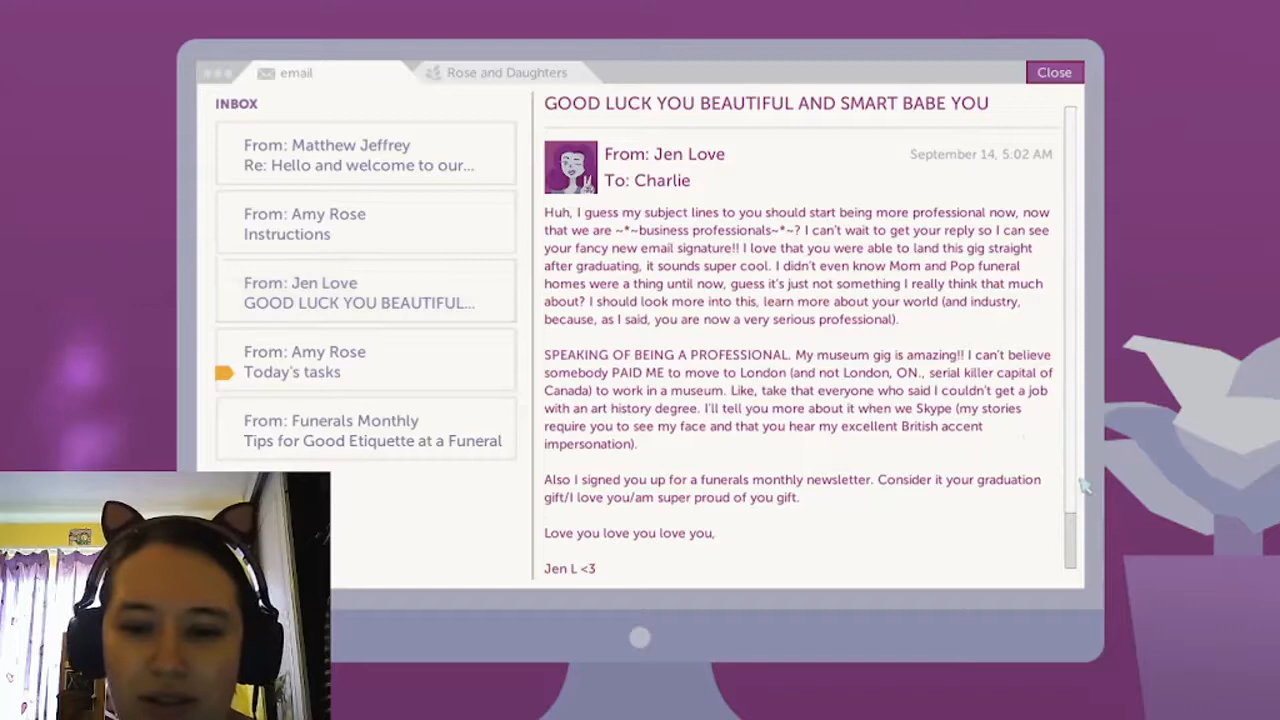 email
Rose and Daughters
Close
INBOX
From: Matthew Jeffrey
Re: Hello and welcome to our...
From: Amy Rose
Instructions
From: Jen Love
GOOD LUCK YOU BEAUTIFUL...
From: Amy Rose
Today's tasks
From: Funerals Monthly
Tips for Good Etiquette at a Funeral
GOOD LUCK YOU BEAUTIFUL AND SMART BABE YOU
From: Jen Love
September 14, 5:02 AM
To: Charlie
Huh, I guess my subject lines to you should start being more professional now, now
that we are ~*~business professionals~*~? I can't wait to get your reply so I can see
your fancy new email signature!! I love that you were able to land this gig straight
after graduating, it sounds super cool. I didn't even know Mom and Pop funeral
homes were a thing until now, guess it's just not something I really think that much
about? I should look more into this, learn more about your world (and industry,
because, as I said, you are now a very serious professional).
SPEAKING OF BEING A PROFESSIONAL. My museum gig is amazing!! I can't believe
somebody PAID ME to move to London (and not London, ON., serial killer capital of
Canada) to work in a museum. Like, take that everyone who said I couldn't get a job
with an art history degree. I'll tell you more about it when we Skype (my stories
require you to see my face and that you hear my excellent British accent
impersonation).
Also I signed you up for a funerals monthly newsletter. Consider it your graduation
gift/I love you/am super proud of you gift.
Love you love you love you,
Jen L <3